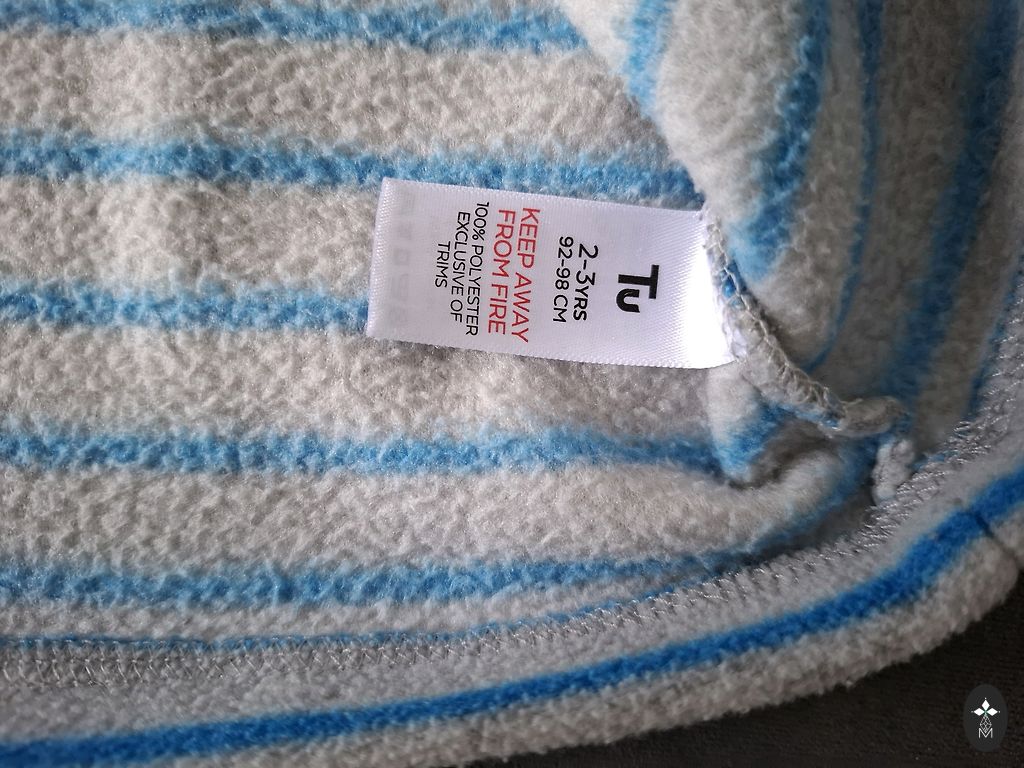 Tu
2-3YRS
92-98 CM
KEEP AWAY
FROM FIRE
100% POLYESTER
EXCLUSIVE OF
TRIMS
M